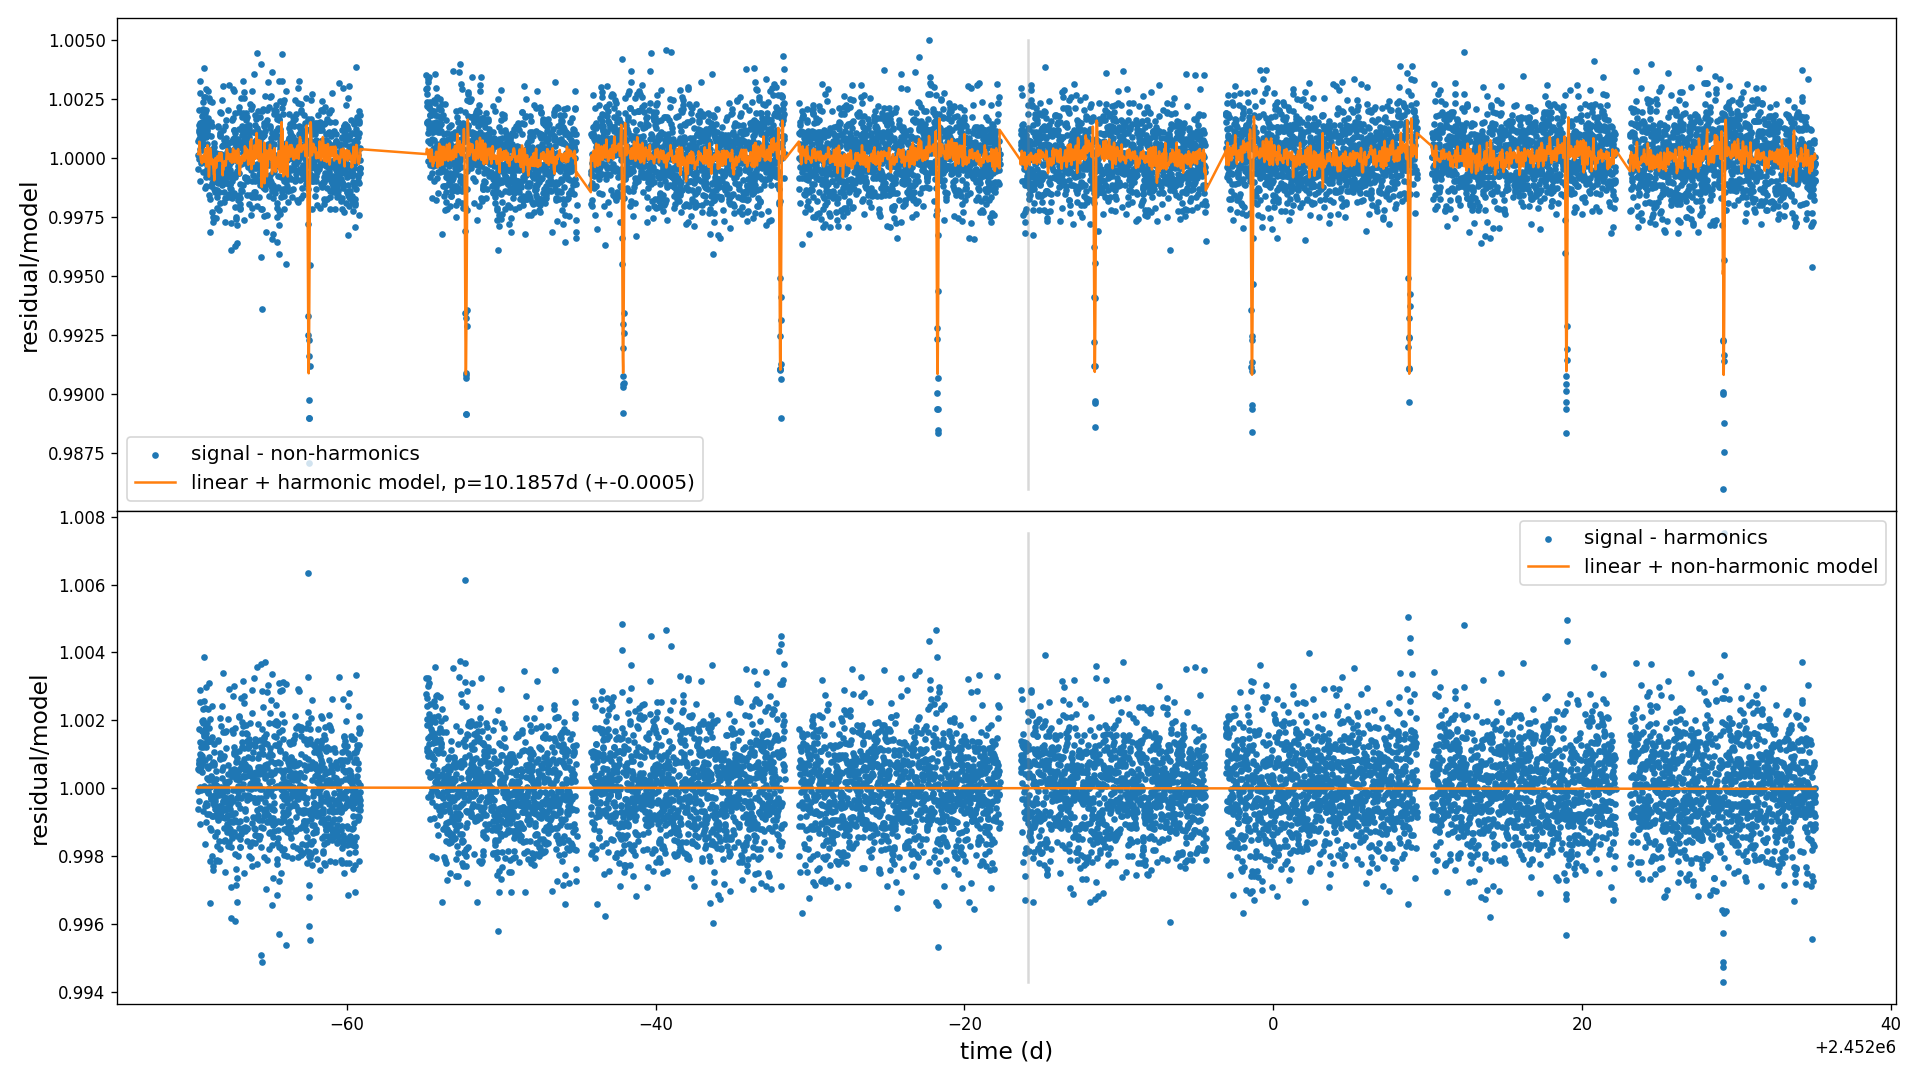 1.0050
1.0025
1.0000
0.9975
0.9950
0.9925
0.9900
0.9875
residual/model
signal - non-harmonics
linear + harmonic model, p=10.1857d (+-0.0005)
1.008
1.006
1.004
1.002
1.000
0.998
0.996
0.994
residual/model
signal - harmonics
linear + non-harmonic model
−60
−40
−20
0
20
40
time (d)
+2.452e6